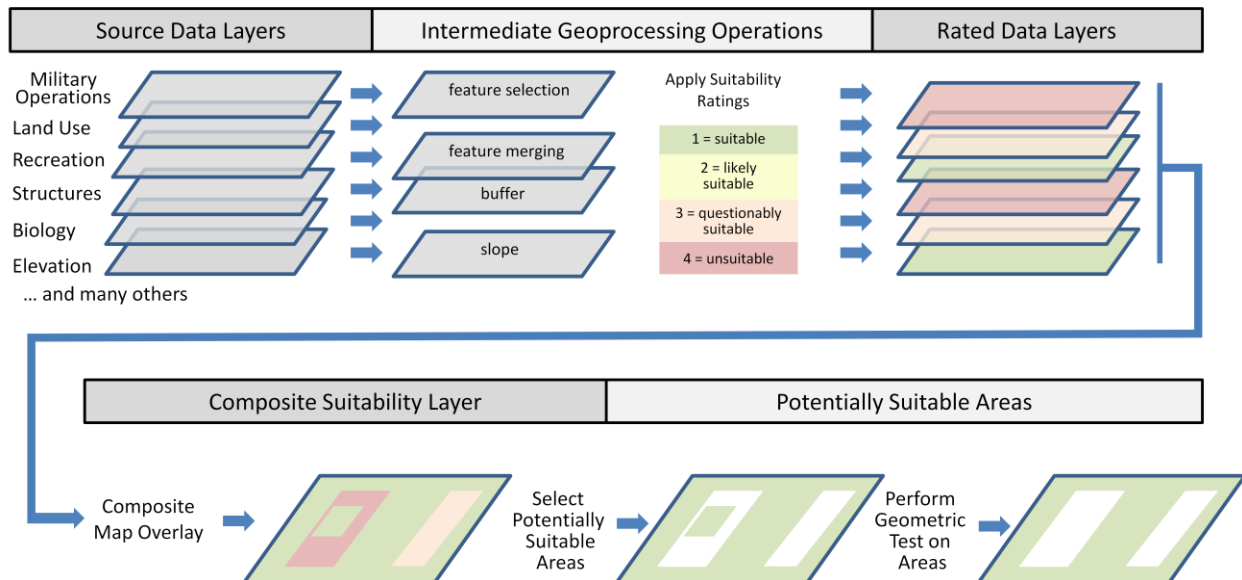 Source Data Layers
Intermediate Geoprocessing Operations
Rated Data Layers
Military
Operations
Land Use
Recreation
Structures
Biology
Elevation
... and many others
feature selection
feature merging
buffer
slope
Apply Suitability
Ratings
1 = suitable
2 = likely
suitable
3 = questionably
suitable
4 = unsuitable
Composite Suitability Layer
Potentially Suitable Areas
Composite
Map Overlay
Select
Potentially
Suitable
Areas
Perform
Geometric
Test on
Areas